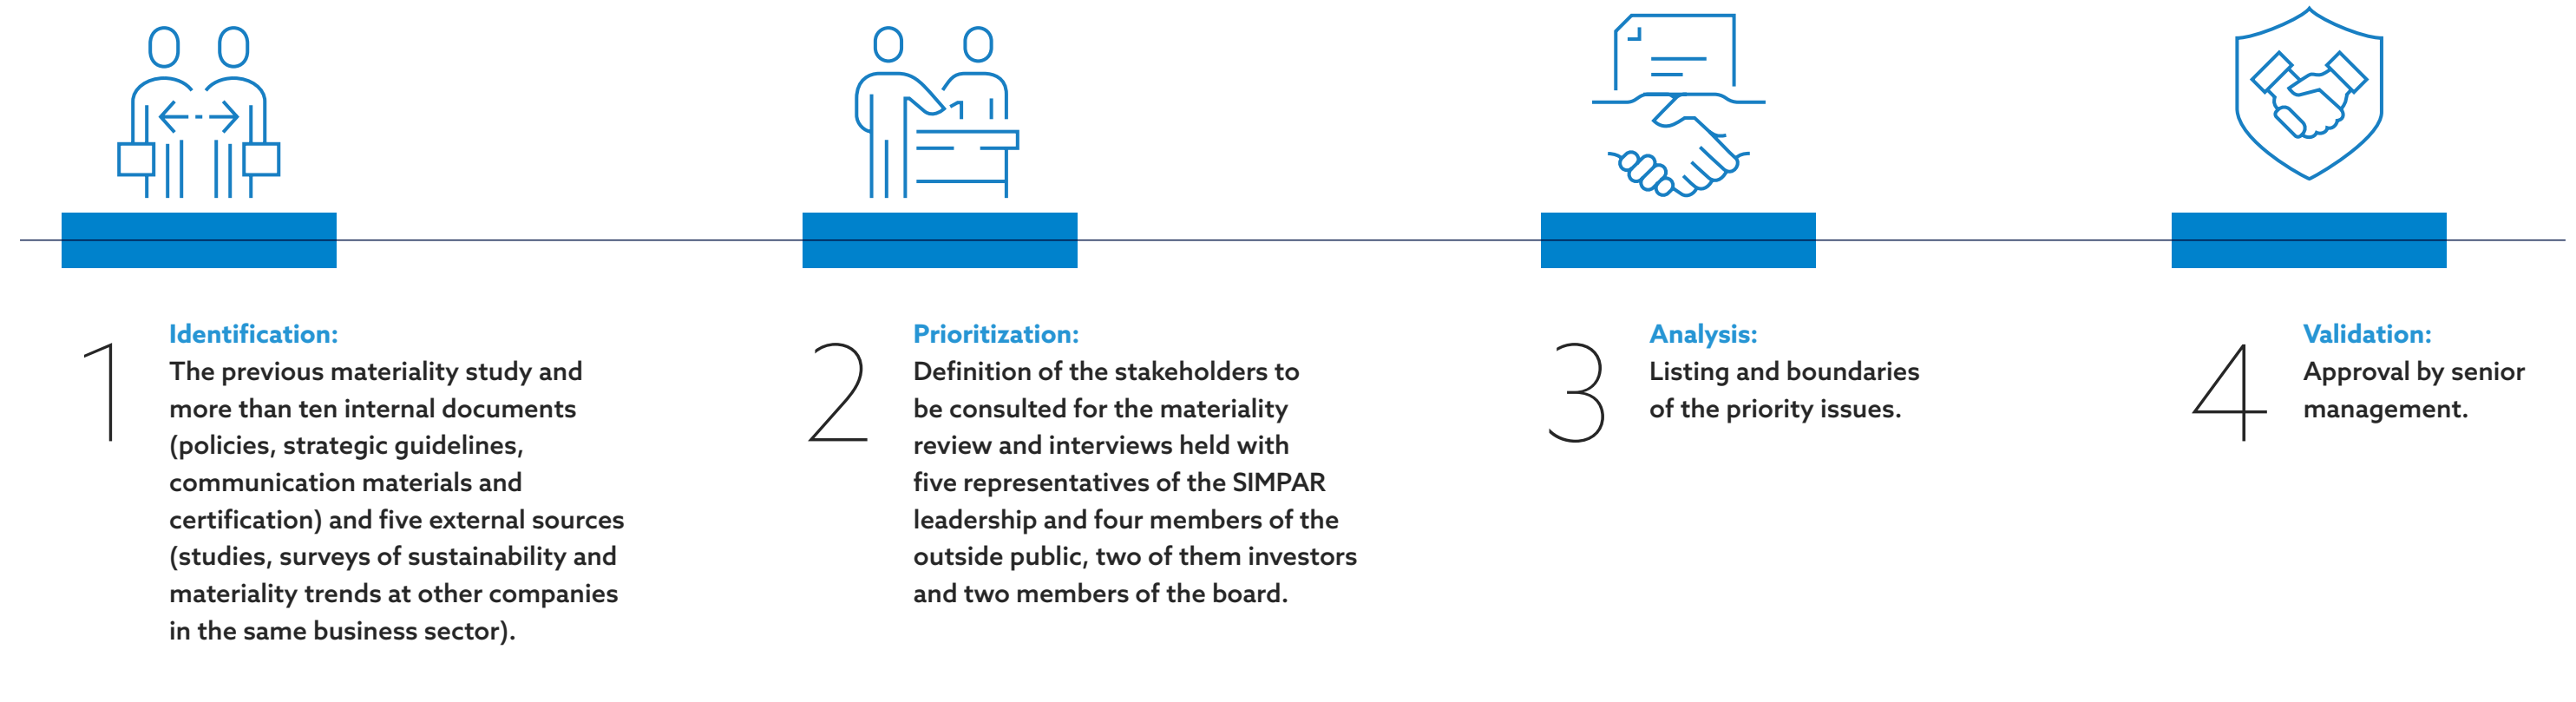 1
Identification:
The previous materiality study and
more than ten internal documents
(policies, strategic guidelines,
communication materials and
certification) and five external sources
(studies, surveys of sustainability and
materiality trends at other companies
in the same business sector).
2
Prioritization:
Definition of the stakeholders to
be consulted for the materiality
review and interviews held with
five representatives of the SIMPAR
leadership and four members of the
outside public, two of them investors
and two members of the board.
3
Analysis:
Listing and boundaries
of the priority issues.
4
Validation:
Approval by senior
management.